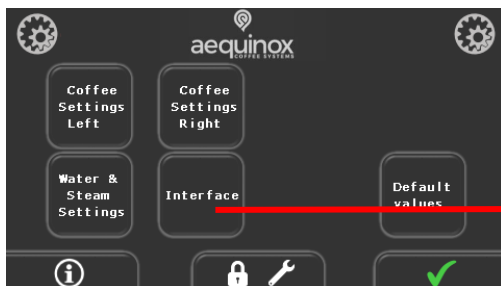 aequinox
COFFEE SYSTEMS
Coffee
Settings
Left
Coffee
Settings
Right
Water &
Steam
Settings
Interface
Default
values